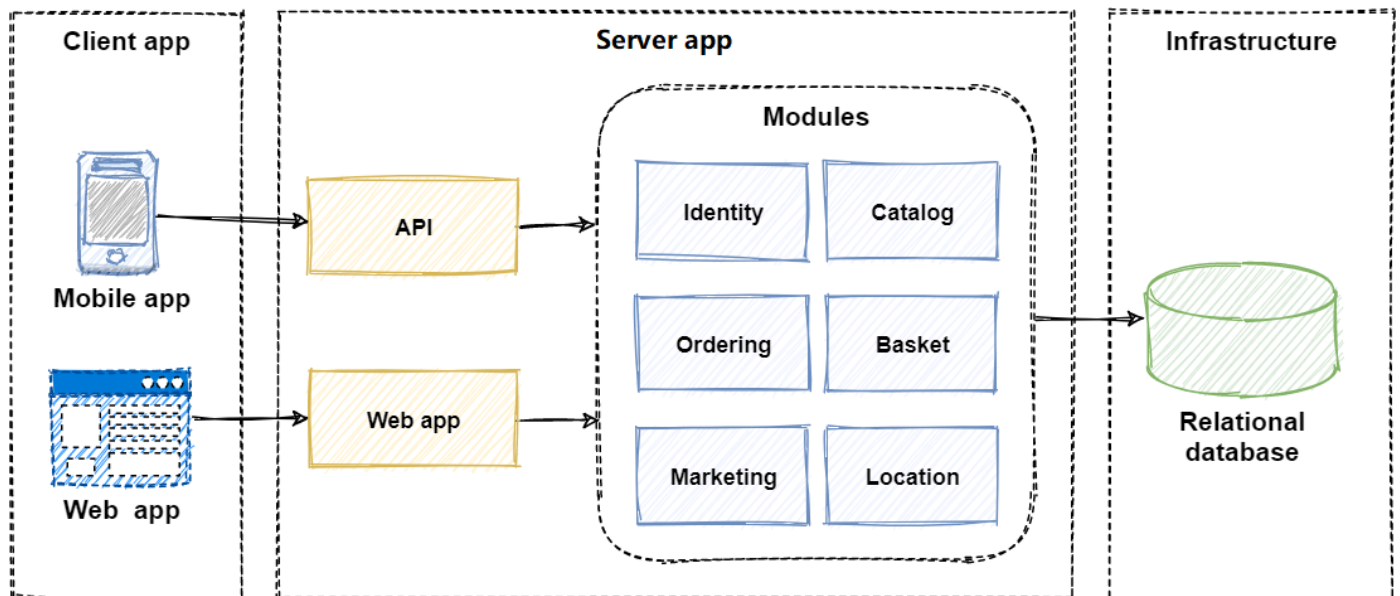 Client app
Mobile app
Web app
Server app
API
Web app
Modules
Identity
Catalog
Ordering
Basket
Marketing
Location
Infrastructure
Relational
database